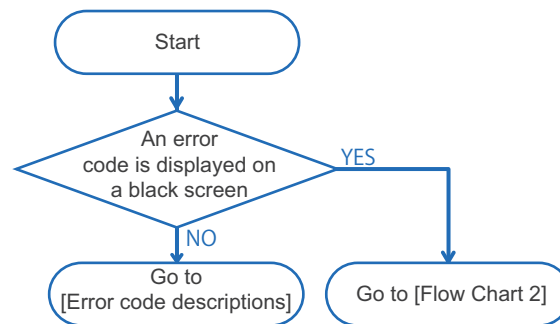 Start
An error
code is displayed on
a black screen
YES
NO
Go to
[Error code descriptions]
Go to [Flow Chart 2]